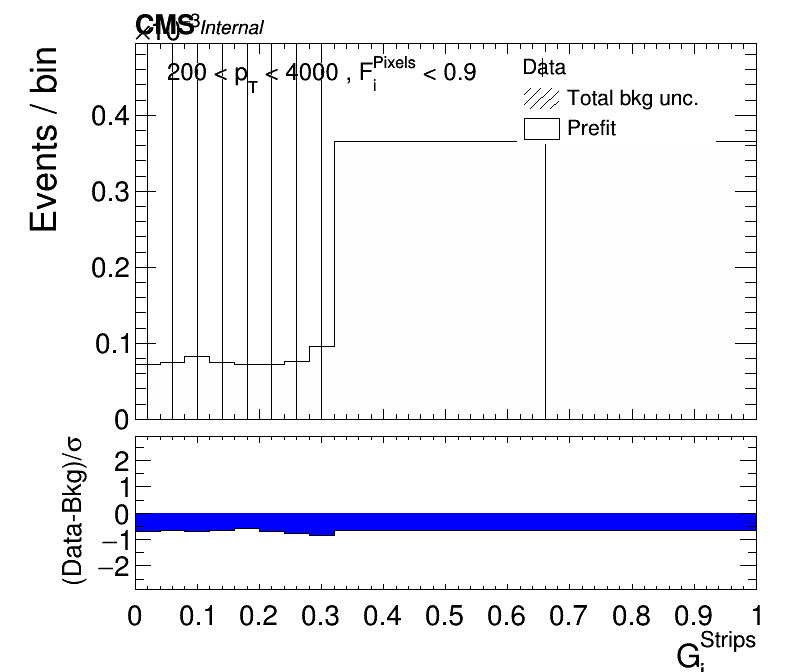 CMS Internal
×10⁻³
200 < p_T < 4000 , F_i^Pixels < 0.9
Data
Total bkg unc.
Prefit
Events / bin
0.4
0.3
0.2
0.1
0
(Data-Bkg)/σ
2
1
0
−1
−2
0 0.1 0.2 0.3 0.4 0.5 0.6 0.7 0.8 0.9 1
G_i^Strips